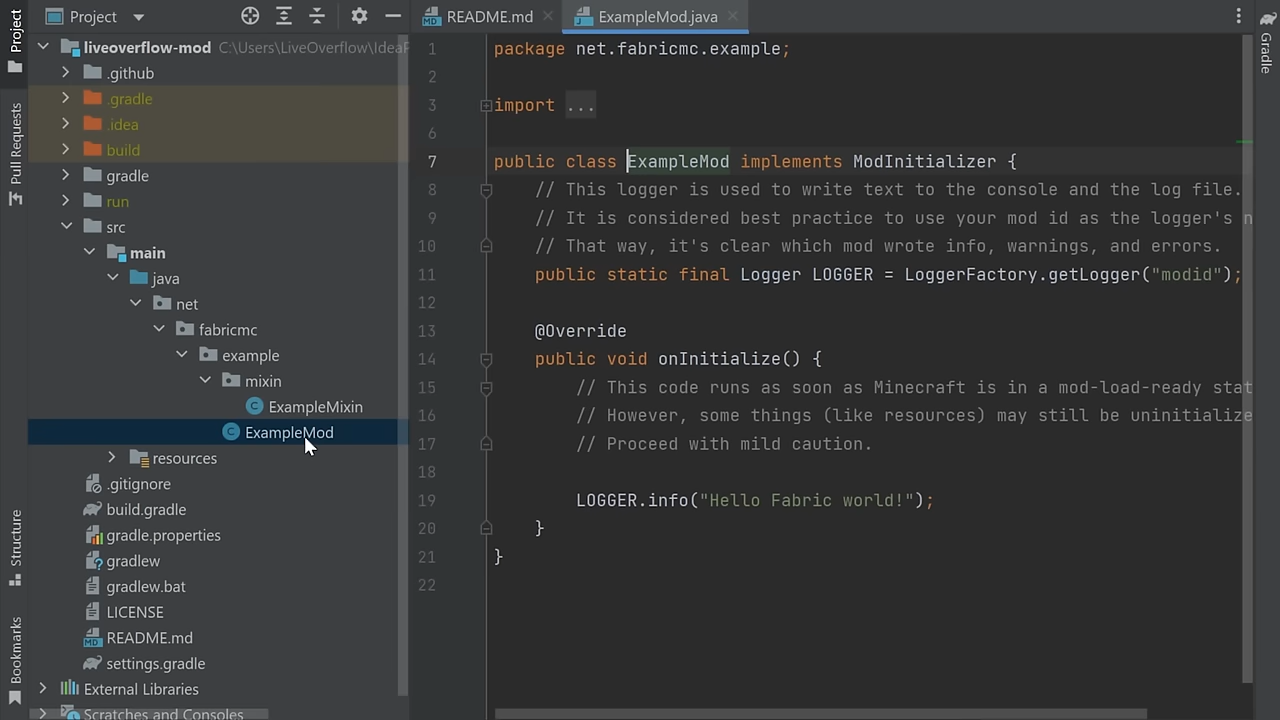 Project
Pull Requests
Structure
Bookmarks
Project
liveoverflow-mod C:\Users\LiveOverflow\IdeaP
.github
.gradle
.idea
build
gradle
run
src
main
java
net
fabricmc
example
mixin
ExampleMixin
ExampleMod
resources
.gitignore
build.gradle
gradle.properties
gradlew
gradlew.bat
LICENSE
README.md
settings.gradle
External Libraries
Scratches and Consoles
README.md
ExampleMod.java
1 package net.fabricmc.example;
2
3 import ...
6
7 public class ExampleMod implements ModInitializer {
8 // This logger is used to write text to the console and the log file.
9 // It is considered best practice to use your mod id as the logger's n
10 // That way, it's clear which mod wrote info, warnings, and errors.
11 public static final Logger LOGGER = LoggerFactory.getLogger("modid");
12
13 @Override
14 public void onInitialize() {
15 // This code runs as soon as Minecraft is in a mod-load-ready stat
16 // However, some things (like resources) may still be uninitialize
17 // Proceed with mild caution.
18
19 LOGGER.info("Hello Fabric world!");
20 }
21 }
22
Gradle